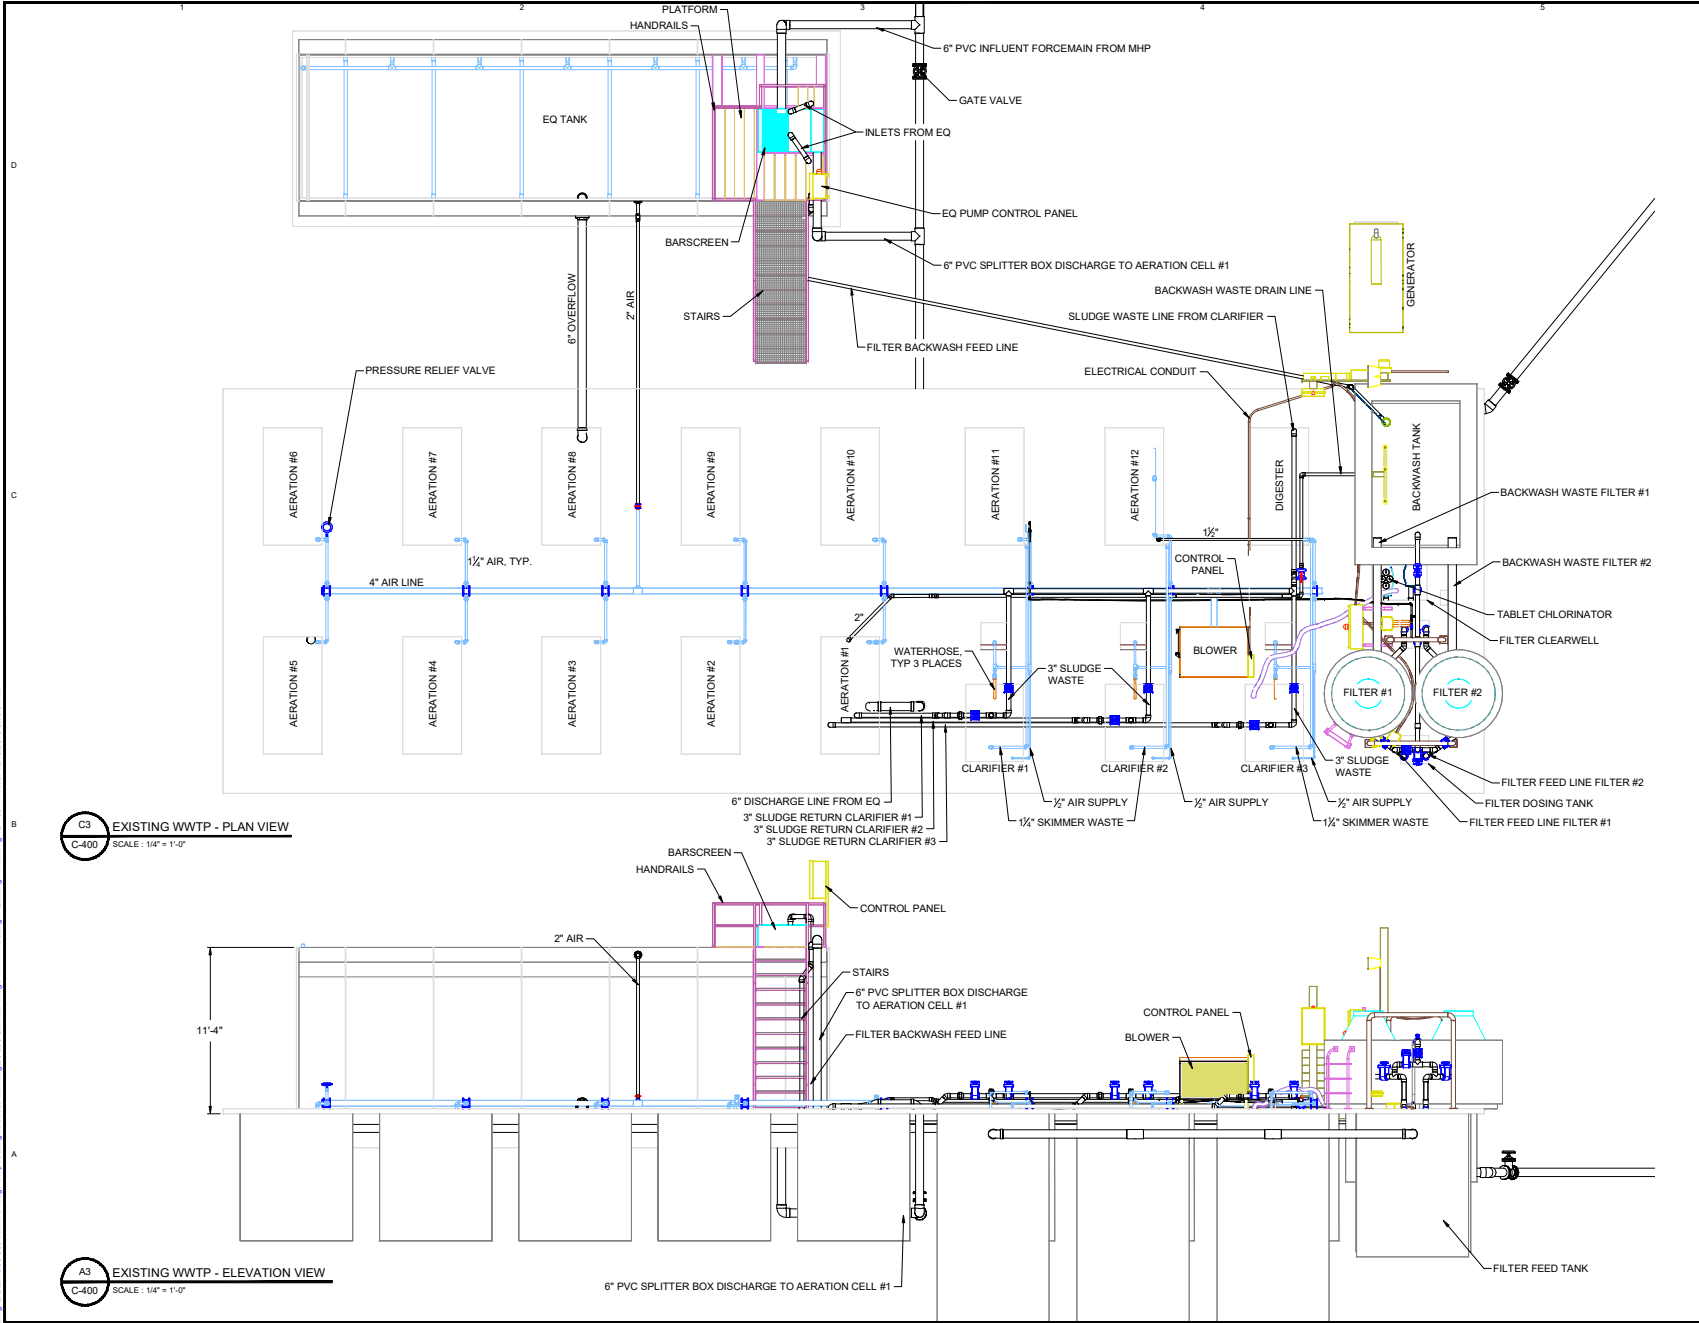 1
2
3
4
5
PLATFORM
HANDRAILS
6" PVC INFLUENT FORCEMAIN FROM MHP
GATE VALVE
EQ TANK
INLETS FROM EQ
D
EQ PUMP CONTROL PANEL
BARSCREEN
6" PVC SPLITTER BOX DISCHARGE TO AERATION CELL #1
GENERATOR
BACKWASH WASTE DRAIN LINE
6" OVERFLOW
2" AIR
STAIRS
SLUDGE WASTE LINE FROM CLARIFIER
FILTER BACKWASH FEED LINE
PRESSURE RELIEF VALVE
ELECTRICAL CONDUIT
AERATION #6
AERATION #7
AERATION #8
AERATION #9
AERATION #10
AERATION #11
AERATION #12
DIGESTER
BACKWASH TANK
C
BACKWASH WASTE FILTER #1
1½"
1¼" AIR, TYP.
CONTROL
PANEL
BACKWASH WASTE FILTER #2
4" AIR LINE
2"
TABLET CHLORINATOR
FILTER CLEARWELL
WATERHOSE,
TYP 3 PLACES
3" SLUDGE
WASTE
BLOWER
AERATION #5
AERATION #4
AERATION #3
AERATION #2
AERATION #1
FILTER #1
FILTER #2
CLARIFIER #1
CLARIFIER #2
CLARIFIER #3
3" SLUDGE
WASTE
FILTER FEED LINE FILTER #2
6" DISCHARGE LINE FROM EQ
½" AIR SUPPLY
½" AIR SUPPLY
½" AIR SUPPLY
FILTER DOSING TANK
3" SLUDGE RETURN CLARIFIER #1
1¼" SKIMMER WASTE
1¼" SKIMMER WASTE
FILTER FEED LINE FILTER #1
3" SLUDGE RETURN CLARIFIER #2
3" SLUDGE RETURN CLARIFIER #3
B
C3
C-400
EXISTING WWTP - PLAN VIEW
SCALE : 1/4" = 1'-0"
BARSCREEN
HANDRAILS
CONTROL PANEL
2" AIR
STAIRS
6" PVC SPLITTER BOX DISCHARGE
TO AERATION CELL #1
11'-4"
FILTER BACKWASH FEED LINE
CONTROL PANEL
BLOWER
A
A3
C-400
EXISTING WWTP - ELEVATION VIEW
SCALE : 1/4" = 1'-0"
6" PVC SPLITTER BOX DISCHARGE TO AERATION CELL #1
FILTER FEED TANK